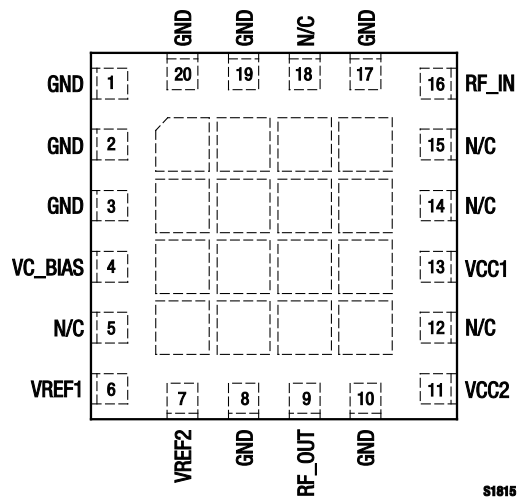 GND GND N/C GND
20 19 18 17
GND 1 16 RF_IN
GND 2 15 N/C
GND 3 14 N/C
VC_BIAS 4 13 VCC1
N/C 5 12 N/C
VREF1 6 11 VCC2
7 8 9 10
VREF2 GND RF_OUT GND
S1815